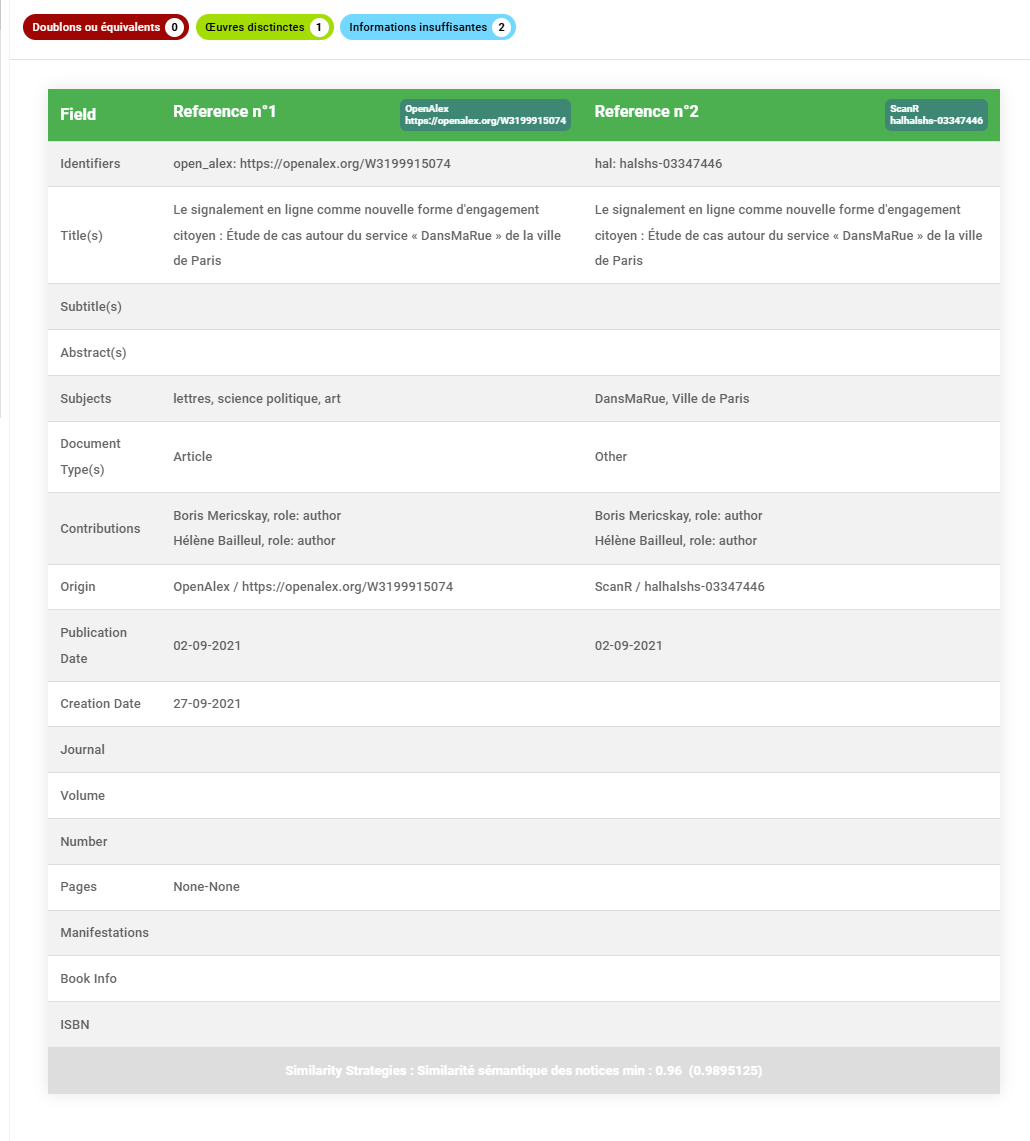 Doublons ou équivalents 0
Œuvres disctinctes 1
Informations insuffisantes 2
Field
Reference n°1
OpenAlex
https://openalex.org/W3199915074
Reference n°2
ScanR
halhalshs-03347446
Identifiers
open_alex: https://openalex.org/W3199915074
hal: halshs-03347446
Title(s)
Le signalement en ligne comme nouvelle forme d'engagement
citoyen : Étude de cas autour du service « DansMaRue » de la ville
de Paris
Le signalement en ligne comme nouvelle forme d'engagement
citoyen : Étude de cas autour du service « DansMaRue » de la ville
de Paris
Subtitle(s)
Abstract(s)
Subjects
lettres, science politique, art
DansMaRue, Ville de Paris
Document
Type(s)
Article
Other
Contributions
Boris Mericskay, role: author
Hélène Bailleul, role: author
Boris Mericskay, role: author
Hélène Bailleul, role: author
Origin
OpenAlex / https://openalex.org/W3199915074
ScanR / halhalshs-03347446
Publication
Date
02-09-2021
02-09-2021
Creation Date
27-09-2021
Journal
Volume
Number
Pages
None-None
Manifestations
Book Info
ISBN
Similarity Strategies : Similarité sémantique des notices min : 0.96 (0.9895125)